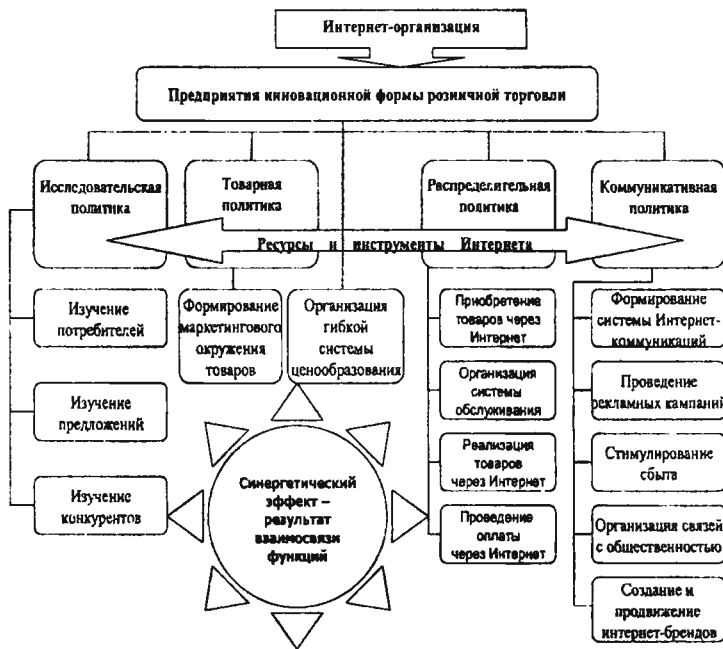 Интернет-организация
Предприятия инновационной формы розничной торговли
Исследовательская
политика
Товарная
политика
Распределительная
политика
Коммуникативная
политика
Ресурсы и инструменты Интернета
Изучение
потребителей
Изучение
предложений
Изучение
конкурентов
Формирование
маркетингового
окружения
товаров
Организация
гибкой
системы
ценообразования
Синергетический
эффект –
результат
взаимосвязи
функций
Приобретение
товаров через
Интернет
Организация
системы
обслуживания
Реализация
товаров
через Интернет
Проведение
оплаты
через Интернет
Формирование
системы Интернет-
коммуникаций
Проведение
рекламных кампаний
Стимулирование
сбыта
Организация связей
с общественностью
Создание и
продвижение
интернет-брендов